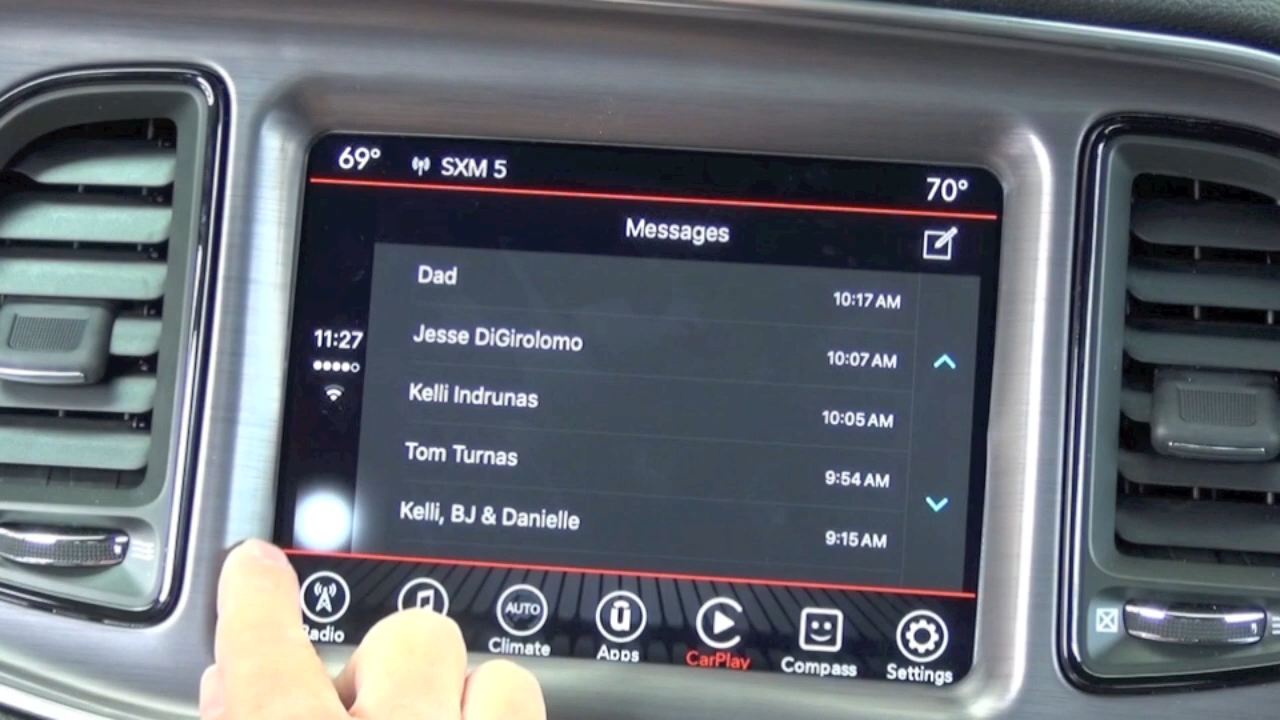 69° SXM 5 70°
Messages
Dad 10:17 AM
Jesse DiGirolomo 10:07 AM
11:27
Kelli Indrunas 10:05 AM
Tom Turnas 9:54 AM
Kelli, BJ & Danielle 9:15 AM
AUTO
Radio Climate Apps CarPlay Compass Settings